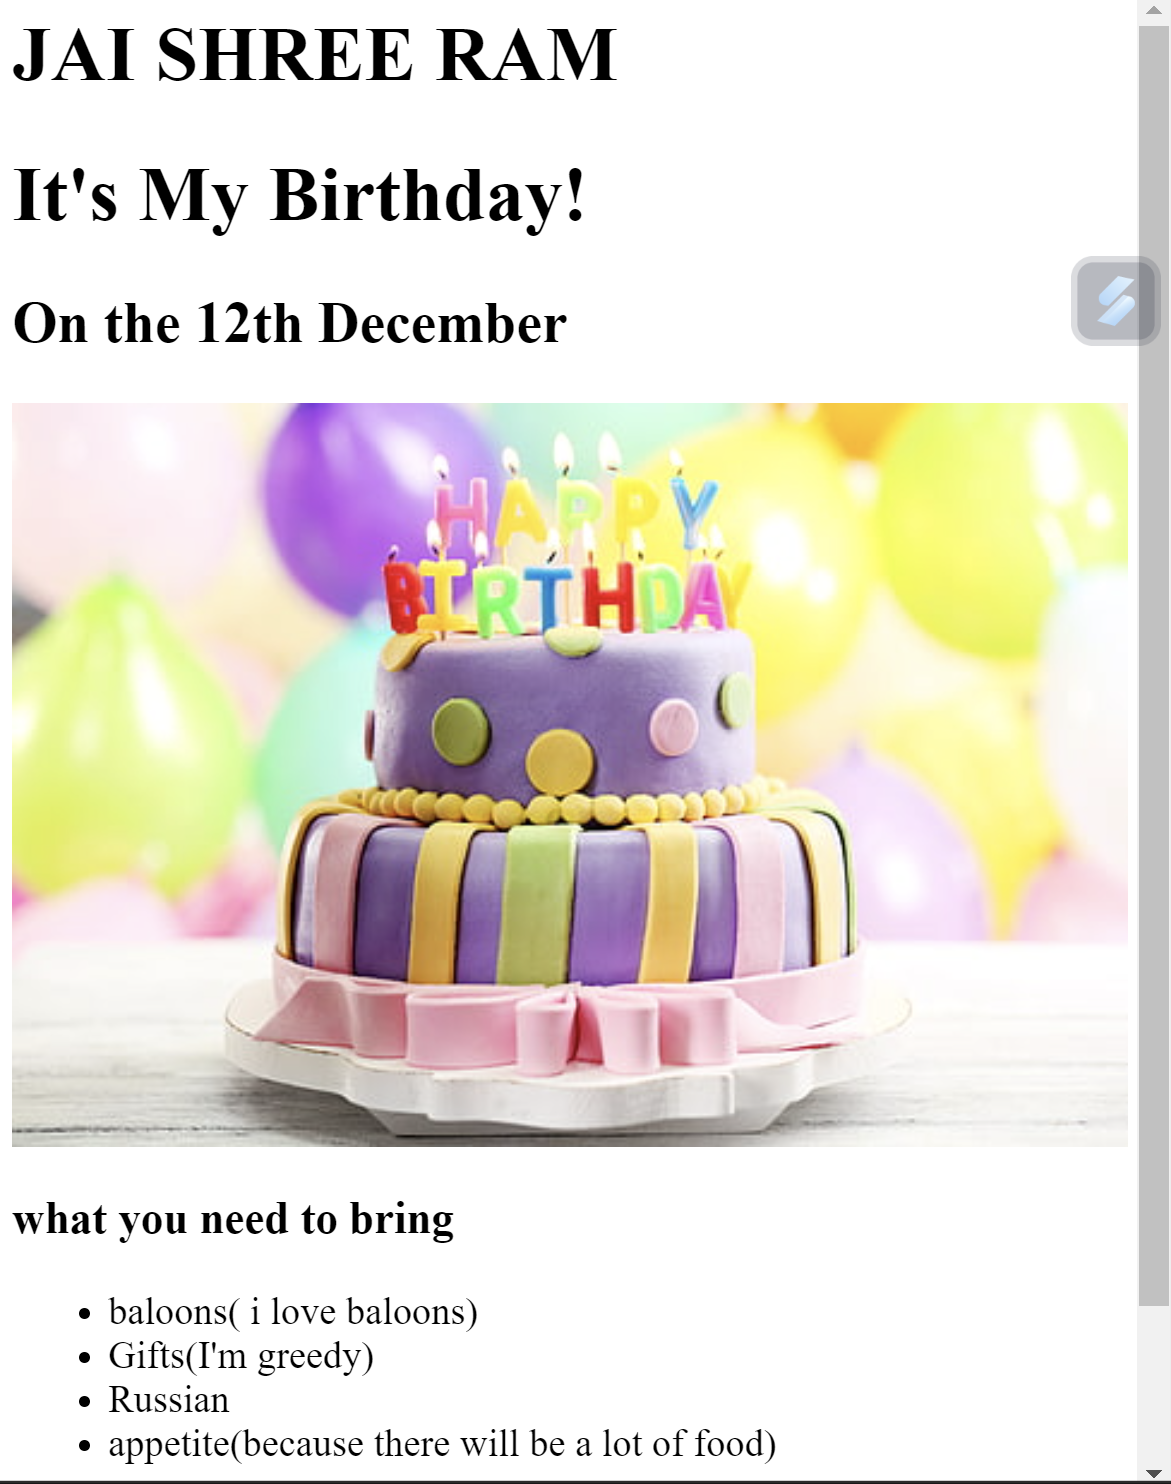 JAI SHREE RAM
It's My Birthday!
On the 12th December
HAPPY
BIRTHDAY
what you need to bring
baloons( i love baloons)
Gifts(I'm greedy)
Russian
appetite(because there will be a lot of food)